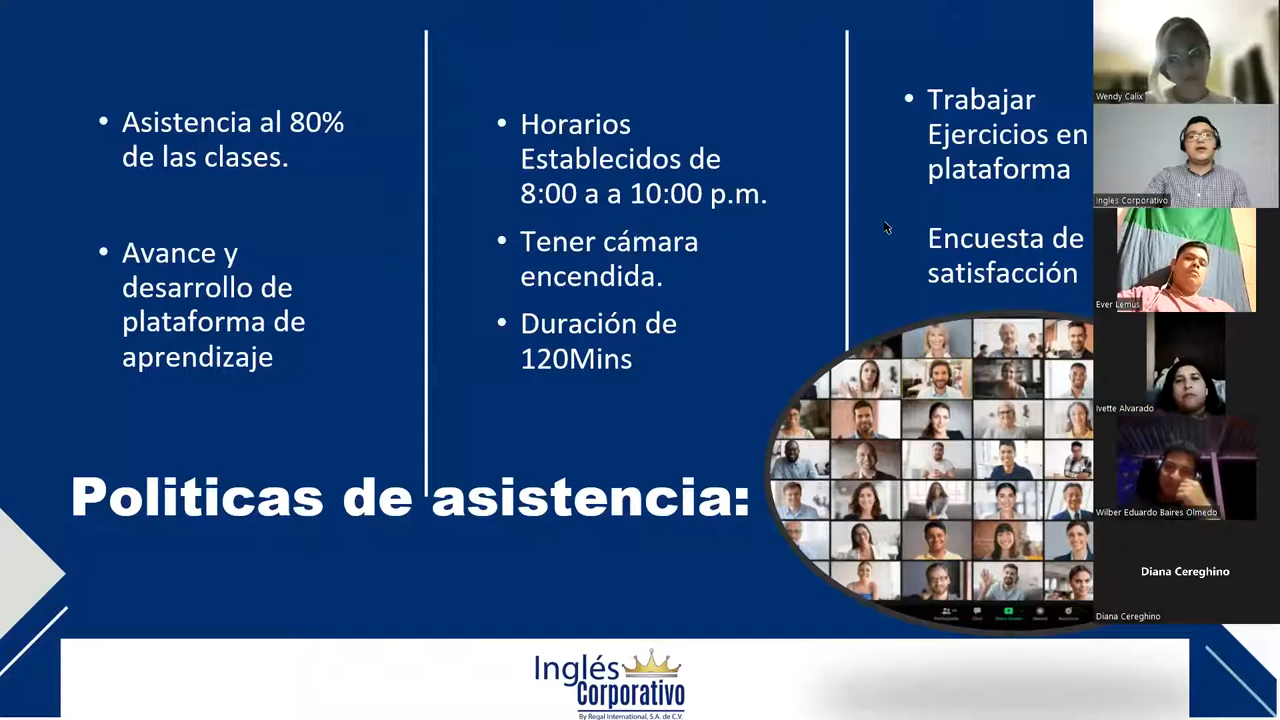 • Asistencia al 80%
de las clases.
• Avance y
desarrollo de
plataforma de
aprendizaje
• Horarios
Establecidos de
8:00 a a 10:00 p.m.
• Tener cámara
encendida.
• Duración de
120Mins
• Trabajar
Ejercicios en
plataforma
Encuesta de
satisfacción
Politicas de asistencia:
Inglés
Corporativo
By Regal International, S.A. de C.V.
Wendy Calix
Ingles Corporativo
Ever Lemus
Ivette Alvarado
Wilber Eduardo Baires Olmedo
Diana Cereghino
Diana Cereghino